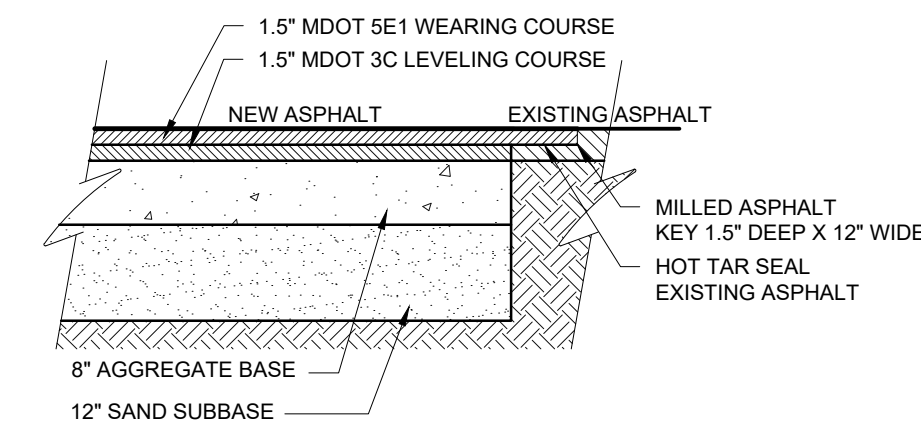 1.5" MDOT 5E1 WEARING COURSE
1.5" MDOT 3C LEVELING COURSE
NEW ASPHALT
EXISTING ASPHALT
MILLED ASPHALT
KEY 1.5" DEEP X 12" WIDE
HOT TAR SEAL
EXISTING ASPHALT
8" AGGREGATE BASE
12" SAND SUBBASE